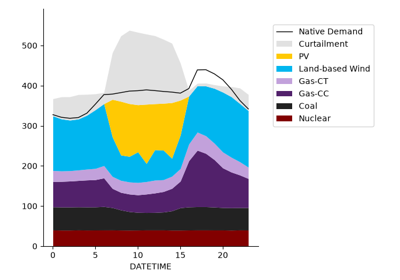 500
400
300
200
100
0
0
5
10
15
20
DATETIME
Native Demand
Curtailment
PV
Land-based Wind
Gas-CT
Gas-CC
Coal
Nuclear